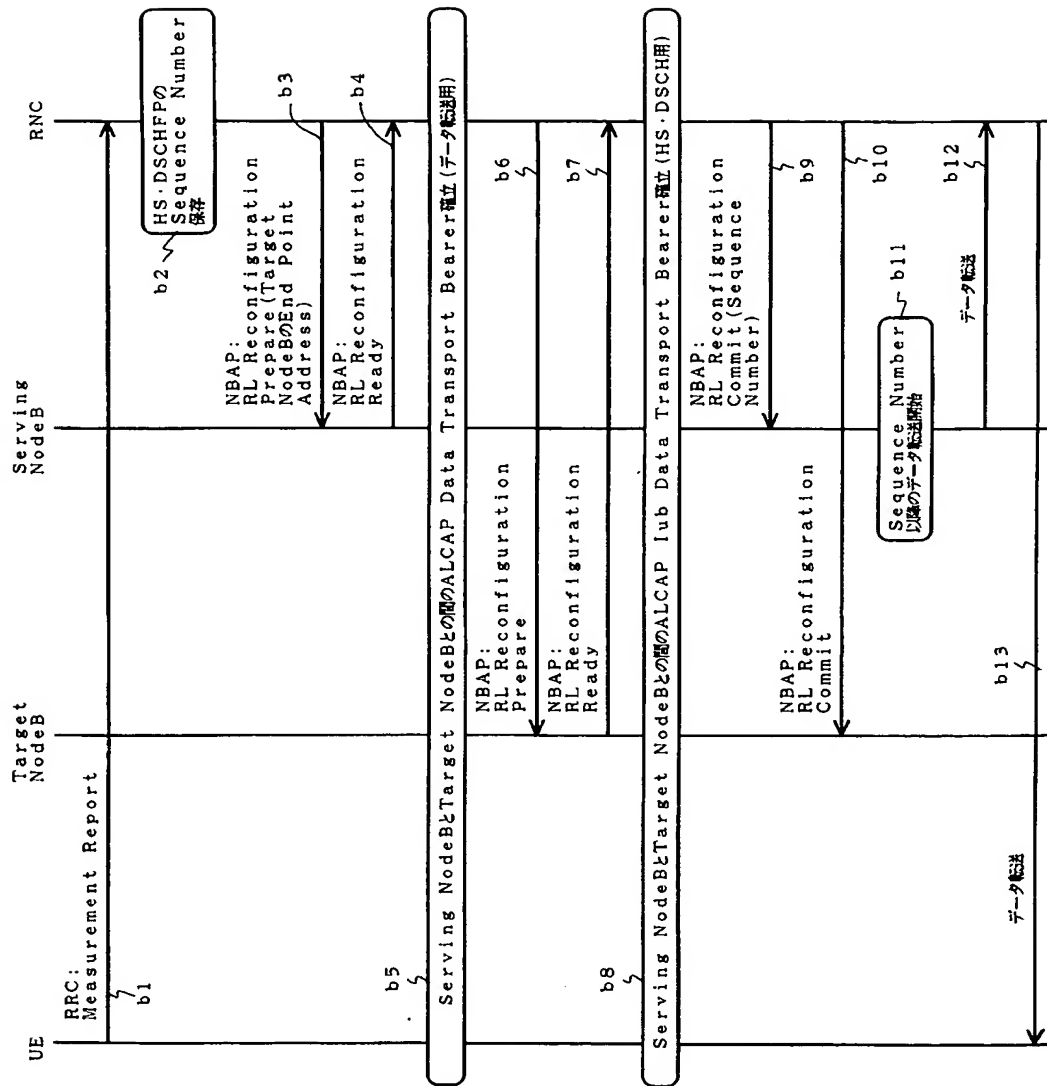 UE
Target
NodeB
Serving
NodeB
RNC
RRC:
Measurement Report
b1
HS·DSCHFPの
Sequence Number
保存
b2
NBAP:
RL Reconfiguration
Prepare(Target
NodeBのEnd Point
Address)
b3
NBAP:
RL Reconfiguration
Ready
b4
b5
Serving NodeBとTarget NodeBとの間のALCAP Data Transport Bearer確立(データ転送用)
NBAP:
RL Reconfiguration
Prepare
b6
NBAP:
RL Reconfiguration
Ready
b7
b8
Serving NodeBとTarget NodeBとの間のALCAP Iub Data Transport Bearer確立(HS·DSCH用)
NBAP:
RL Reconfiguration
Commit(Sequence
Number)
b9
NBAP:
RL Reconfiguration
Commit
b10
Sequence Number
以降のデータ転送開始
b11
データ転送
b12
データ転送
b13